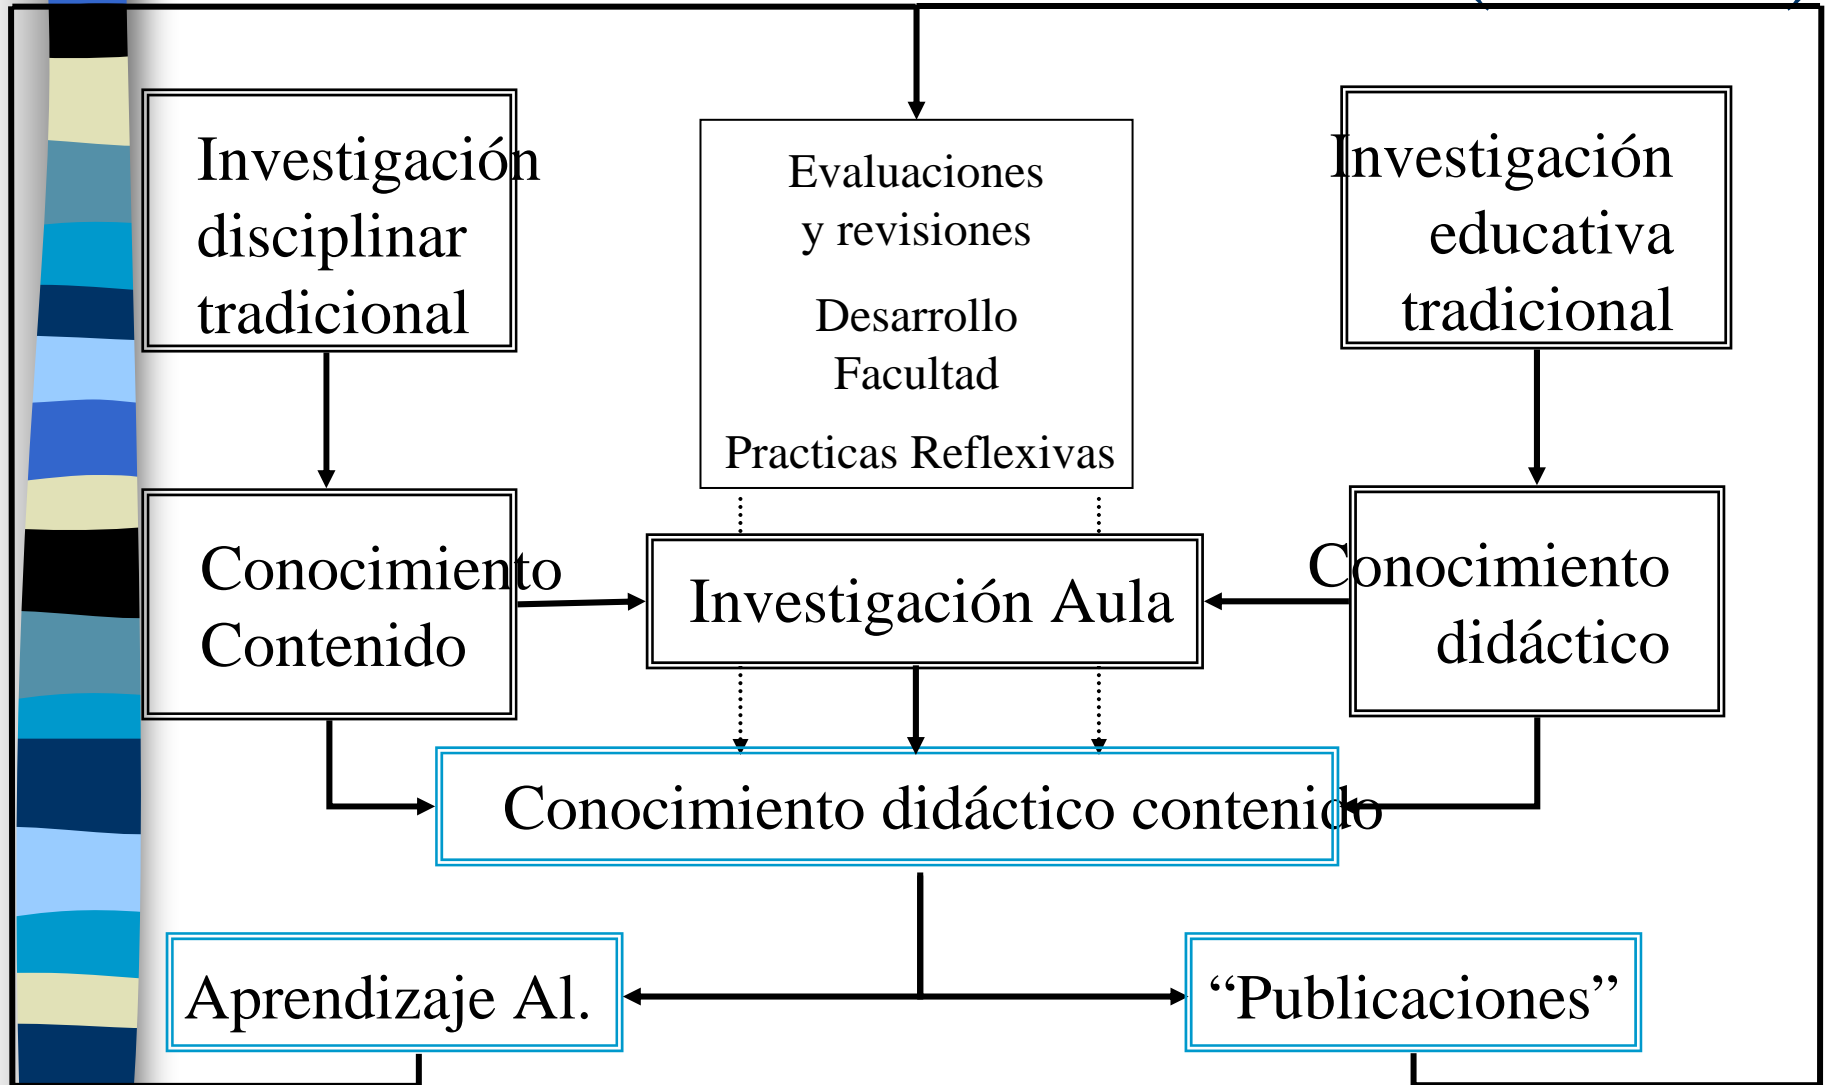 Investigación
disciplinar
tradicional
Evaluaciones
y revisiones
Desarrollo
Facultad
Practicas Reflexivas
Investigación
educativa
tradicional
Conocimiento
Contenido
Investigación Aula
Conocimiento
didáctico
Conocimiento didáctico contenido
Aprendizaje Al.
“Publicaciones”